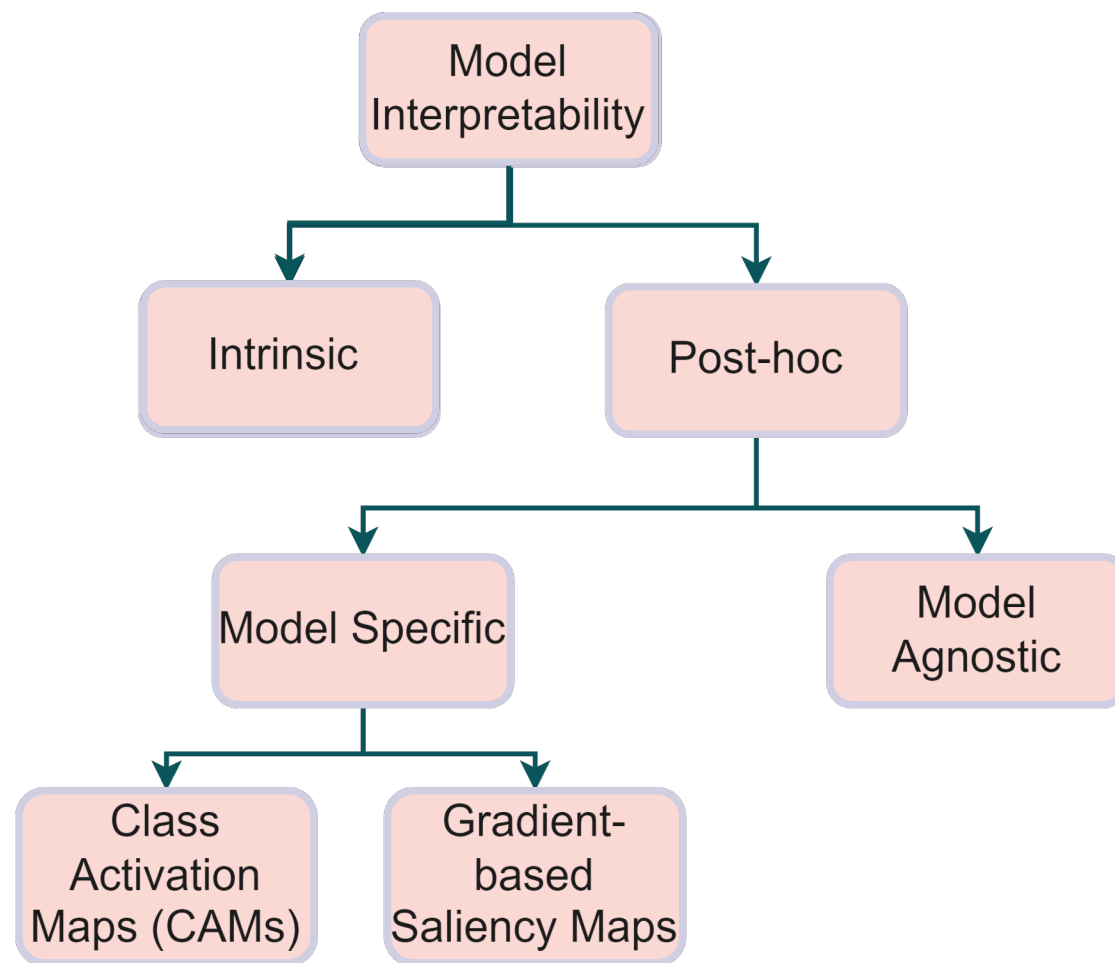 Model
Interpretability
Intrinsic
Post-hoc
Model Specific
Model
Agnostic
Class
Activation
Maps (CAMs)
Gradient-
based
Saliency Maps